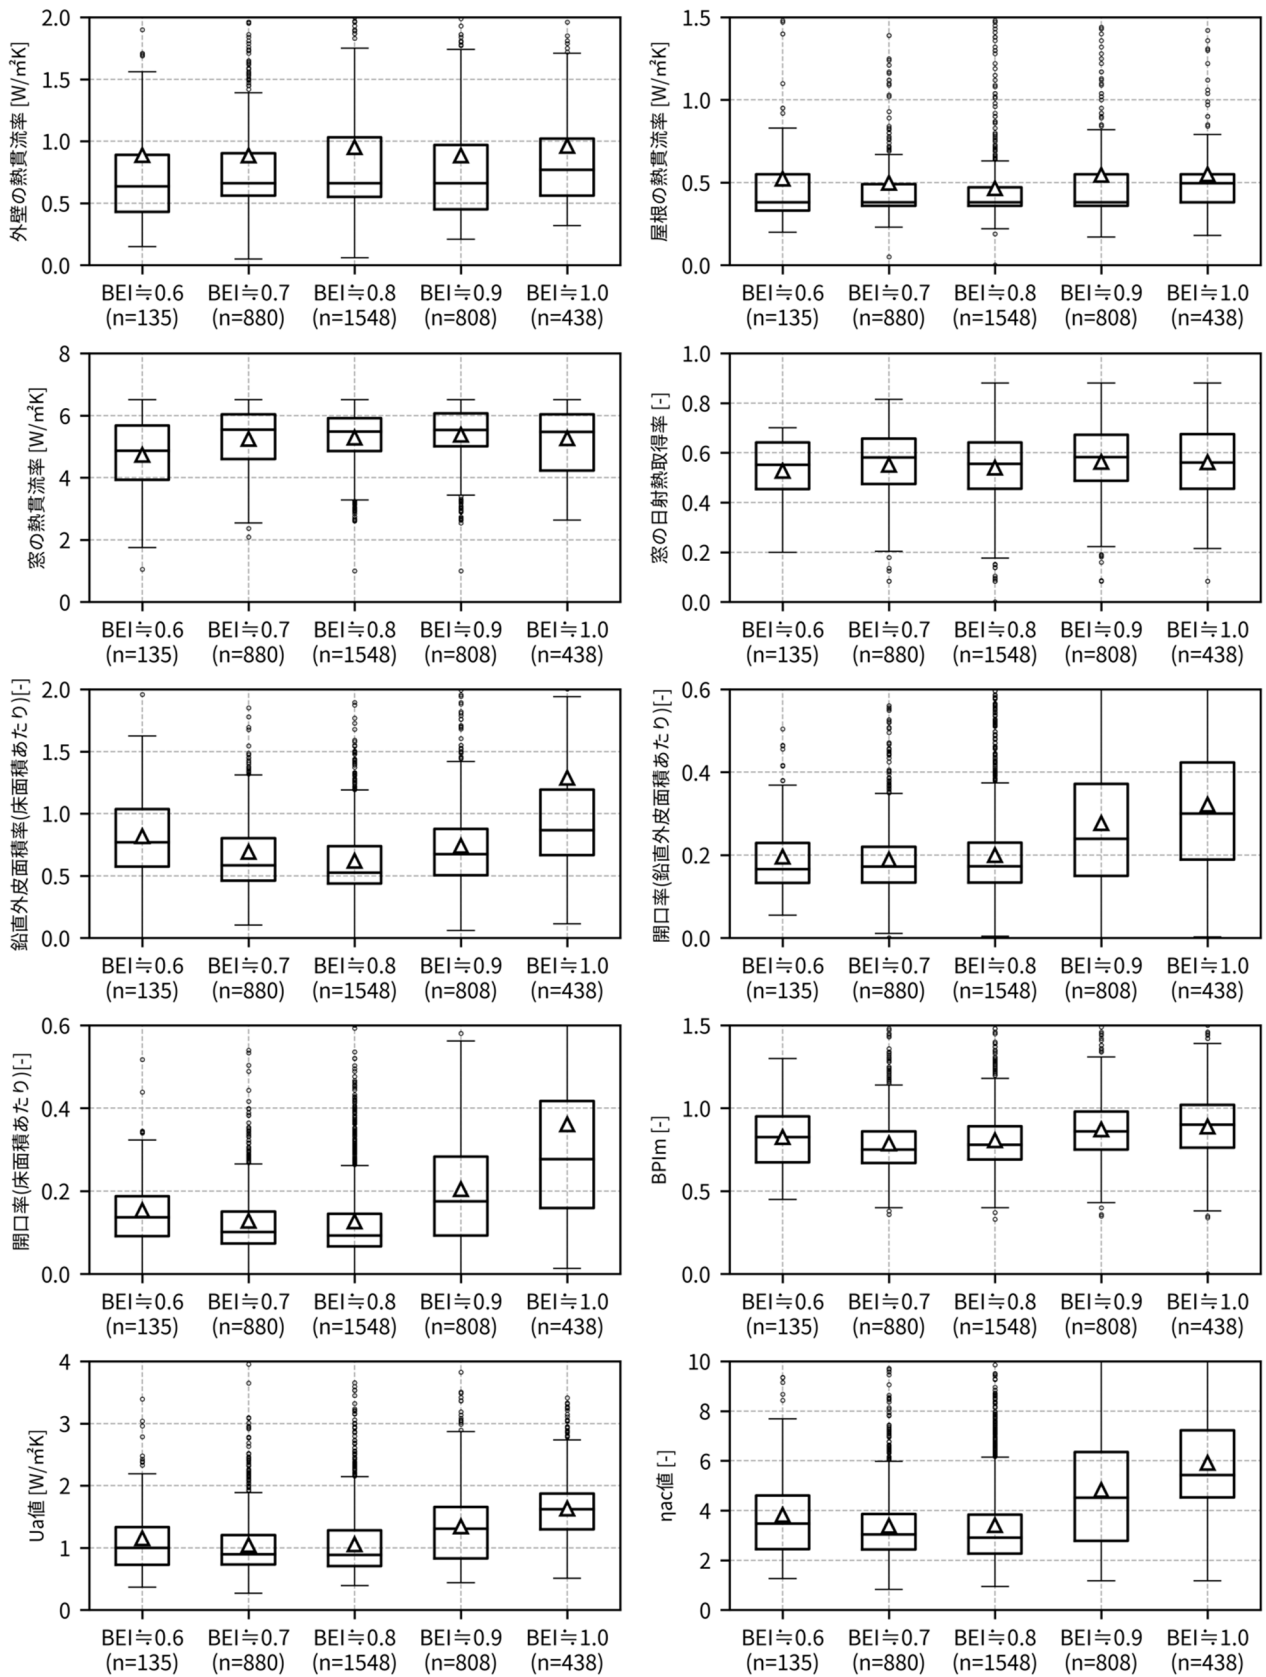 外壁の熱貫流率 [W/㎡K]
2.0
1.5
1.0
0.5
0.0
BEI≒0.6 BEI≒0.7 BEI≒0.8 BEI≒0.9 BEI≒1.0
(n=135) (n=880) (n=1548) (n=808) (n=438)
屋根の熱貫流率 [W/㎡K]
1.5
1.0
0.5
0.0
BEI≒0.6 BEI≒0.7 BEI≒0.8 BEI≒0.9 BEI≒1.0
(n=135) (n=880) (n=1548) (n=808) (n=438)
窓の熱貫流率 [W/㎡K]
8
6
4
2
0
BEI≒0.6 BEI≒0.7 BEI≒0.8 BEI≒0.9 BEI≒1.0
(n=135) (n=880) (n=1548) (n=808) (n=438)
窓の日射熱取得率 [-]
1.0
0.8
0.6
0.4
0.2
0.0
BEI≒0.6 BEI≒0.7 BEI≒0.8 BEI≒0.9 BEI≒1.0
(n=135) (n=880) (n=1548) (n=808) (n=438)
鉛直外皮面積率(床面積あたり)[-]
2.0
1.5
1.0
0.5
0.0
BEI≒0.6 BEI≒0.7 BEI≒0.8 BEI≒0.9 BEI≒1.0
(n=135) (n=880) (n=1548) (n=808) (n=438)
開口率(鉛直外皮面積あたり)[-]
0.6
0.4
0.2
0.0
BEI≒0.6 BEI≒0.7 BEI≒0.8 BEI≒0.9 BEI≒1.0
(n=135) (n=880) (n=1548) (n=808) (n=438)
開口率(床面積あたり)[-]
0.6
0.4
0.2
0.0
BEI≒0.6 BEI≒0.7 BEI≒0.8 BEI≒0.9 BEI≒1.0
(n=135) (n=880) (n=1548) (n=808) (n=438)
BPIm [-]
1.5
1.0
0.5
0.0
BEI≒0.6 BEI≒0.7 BEI≒0.8 BEI≒0.9 BEI≒1.0
(n=135) (n=880) (n=1548) (n=808) (n=438)
Ua値 [W/㎡K]
4
3
2
1
0
BEI≒0.6 BEI≒0.7 BEI≒0.8 BEI≒0.9 BEI≒1.0
(n=135) (n=880) (n=1548) (n=808) (n=438)
ηac値 [-]
10
8
6
4
2
0
BEI≒0.6 BEI≒0.7 BEI≒0.8 BEI≒0.9 BEI≒1.0
(n=135) (n=880) (n=1548) (n=808) (n=438)